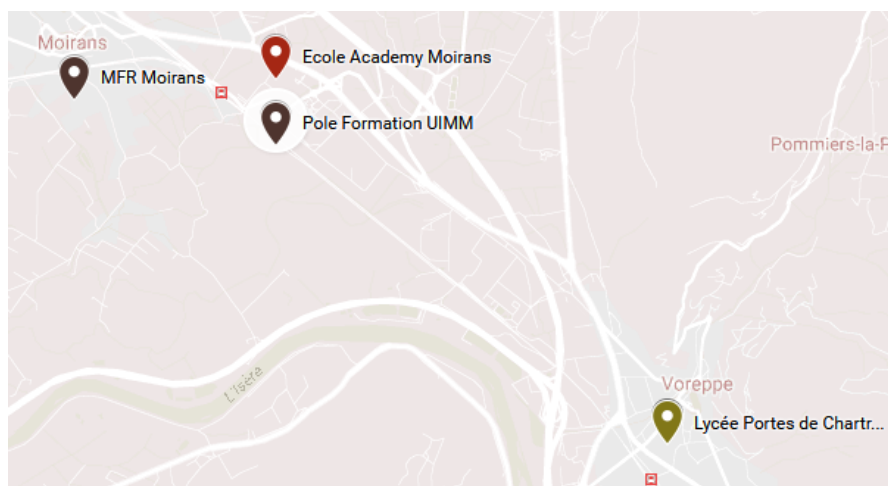 Moirans
Ecole Academy Moirans
MFR Moirans
Pole Formation UIMM
Pommiers-la-P
L'Isère
Voreppe
Lycée Portes de Chartr...